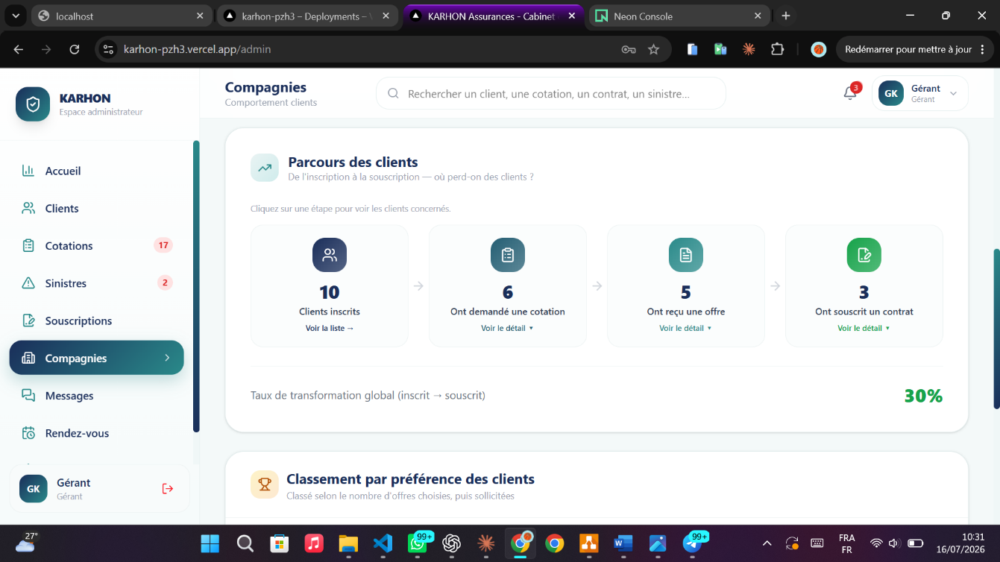 localhost
karhon-pzh3 – Deployments –
KARHON Assurances - Cabinet
Neon Console
karhon-pzh3.vercel.app/admin
Redémarrer pour mettre à jour
KARHON
Espace administrateur
Compagnies
Comportement clients
Rechercher un client, une cotation, un contrat, un sinistre...
3
GK
Gérant
Gérant
Accueil
Clients
Cotations
17
Sinistres
2
Souscriptions
Compagnies
Messages
Rendez-vous
GK
Gérant
Gérant
Parcours des clients
De l'inscription à la souscription — où perd-on des clients ?
Cliquez sur une étape pour voir les clients concernés.
10
Clients inscrits
Voir la liste →
6
Ont demandé une cotation
Voir le détail ▼
5
Ont reçu une offre
Voir le détail ▼
3
Ont souscrit un contrat
Voir le détail ▼
Taux de transformation global (inscrit → souscrit)
30%
Classement par préférence des clients
Classé selon le nombre d'offres choisies, puis sollicitées
27°
99+
99+
FRA
FR
10:31
16/07/2026